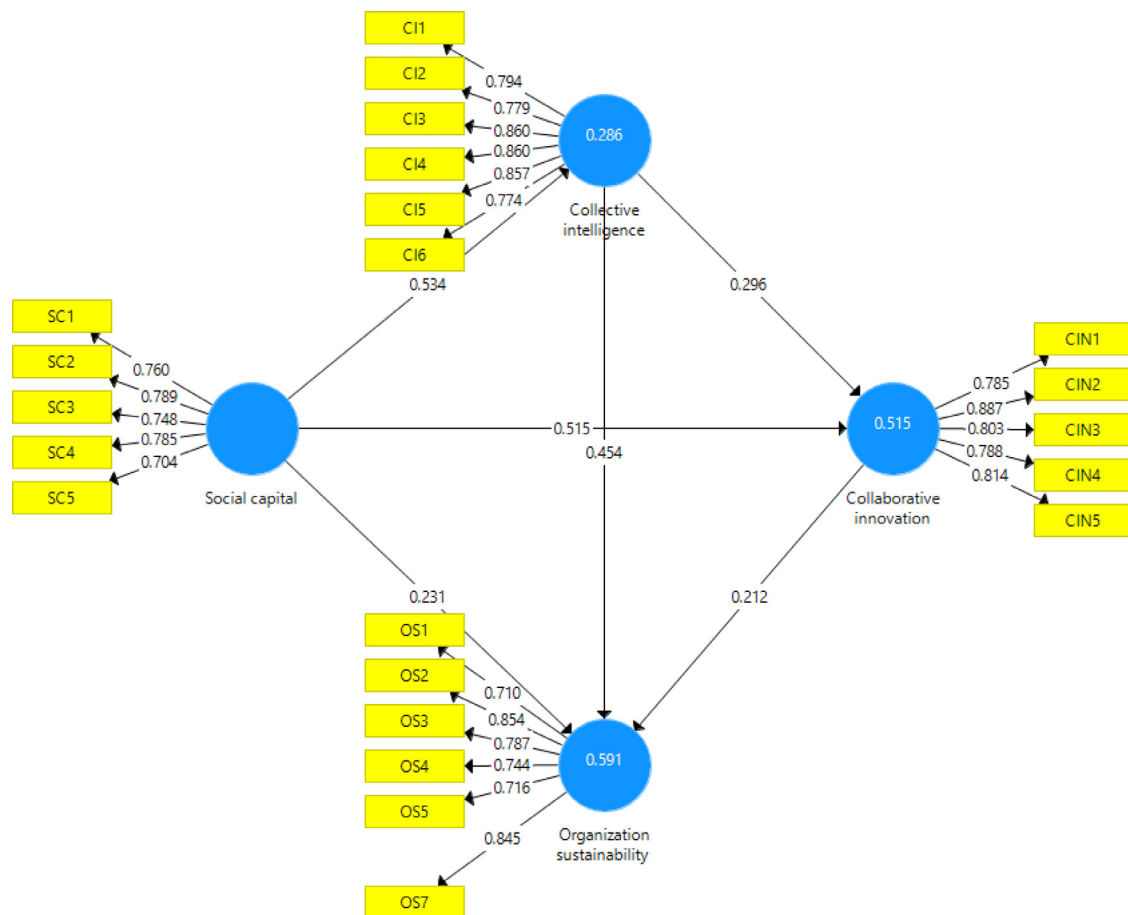 CI1
0.794
CI2
0.779
CI3
0.860
0.286
CI4
0.860
0.857
CI5
0.774
CI6
Collective
intelligence
0.534
0.296
SC1
0.760
SC2
0.789
SC3
0.748
SC4
0.785
SC5
0.704
Social capital
0.515
0.454
0.515
Collaborative
innovation
CIN1
0.785
CIN2
0.887
CIN3
0.803
CIN4
0.788
0.814
CIN5
0.231
0.212
OS1
0.710
OS2
0.854
OS3
0.787
OS4
0.744
0.716
OS5
0.845
OS7
0.591
Organization
sustainability